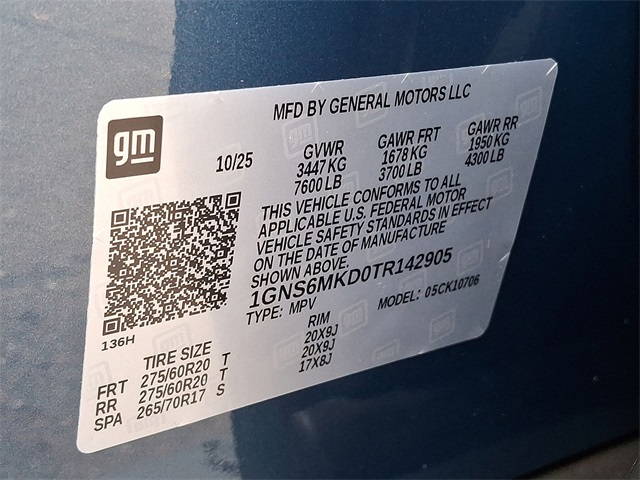 MFD BY GENERAL MOTORS LLC
gm
10/25
GVWR
3447 KG
7600 LB
GAWR FRT
1678 KG
3700 LB
GAWR RR
1950 KG
4300 LB
THIS VEHICLE CONFORMS TO ALL
APPLICABLE U.S. FEDERAL MOTOR
VEHICLE SAFETY STANDARDS IN EFFECT
ON THE DATE OF MANUFACTURE
SHOWN ABOVE.
1GNS6MKD0TR142905
TYPE: MPV MODEL: 05CK10706
136H
TIRE SIZE RIM
FRT 275/60R20 T 20X9J
RR 275/60R20 T 20X9J
SPA 265/70R17 S 17X8J